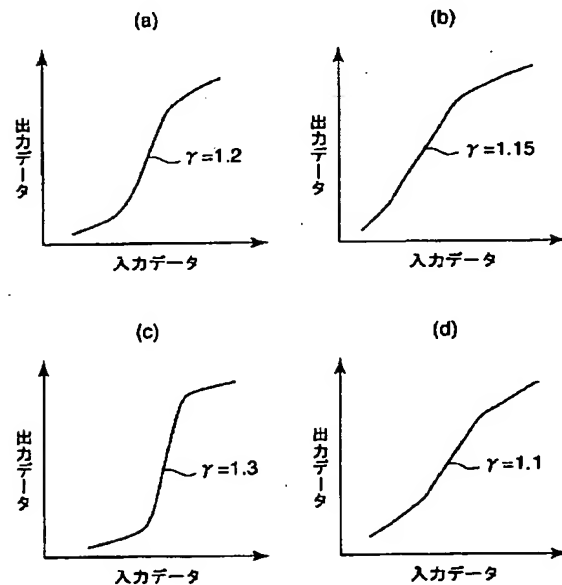 (a)
出力データ
γ=1.2
入力データ
(b)
出力データ
γ=1.15
入力データ
(c)
出力データ
γ=1.3
入力データ
(d)
出力データ
γ=1.1
入力データ